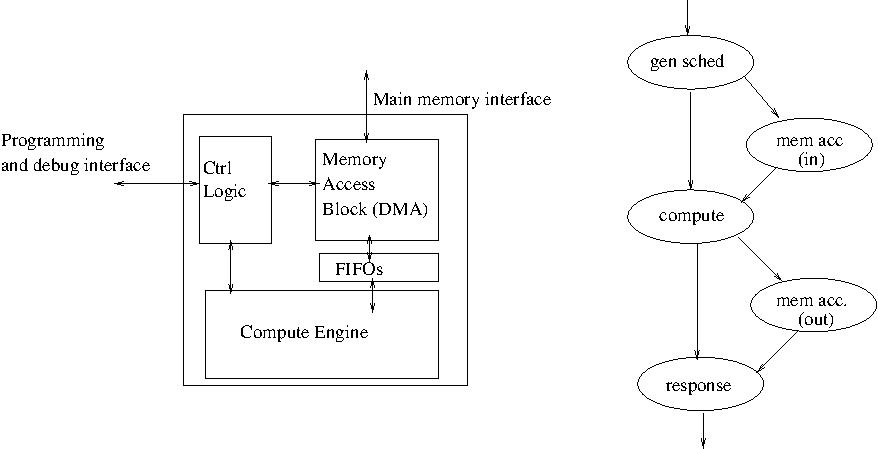 Main memory interface
Programming
and debug interface
Ctrl
Logic
Memory
Access
Block (DMA)
FIFOs
Compute Engine
gen sched
mem acc
(in)
compute
mem acc.
(out)
response